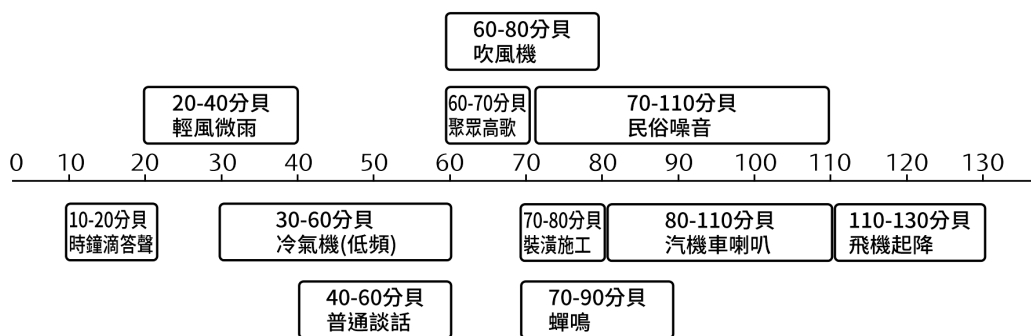 60-80分貝
吹風機
20-40分貝
輕風微雨
60-70分貝
聚眾高歌
70-110分貝
民俗噪音
0 10 20 30 40 50 60 70 80 90 100 110 120 130
10-20分貝
時鐘滴答聲
30-60分貝
冷氣機(低頻)
70-80分貝
裝潢施工
80-110分貝
汽機車喇叭
110-130分貝
飛機起降
40-60分貝
普通談話
70-90分貝
蟬鳴